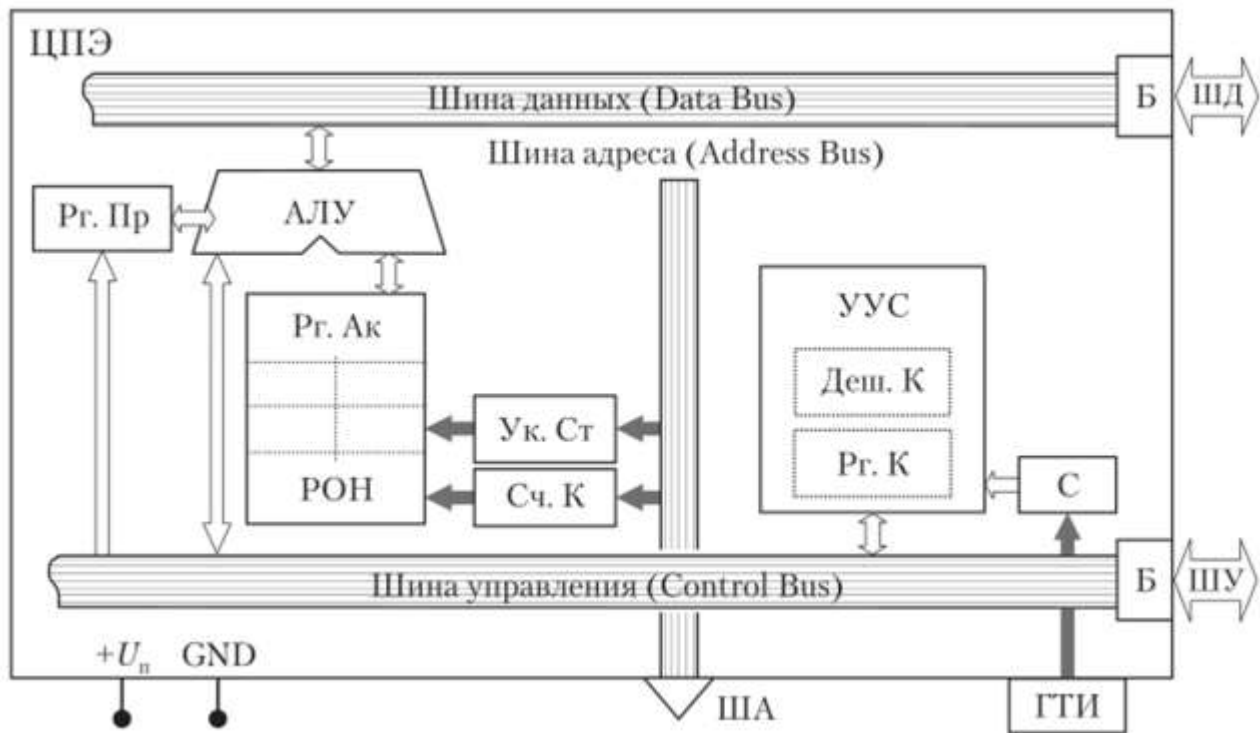 ЦПЭ
Шина данных (Data Bus)
Б
ШД
Шина адреса (Address Bus)
Рг. Пр
АЛУ
Рг. Ак
РОН
Ук. Ст
Сч. К
УУС
Деш. К
Рг. К
С
Шина управления (Control Bus)
Б
ШУ
+Uп
GND
ША
ГТИ